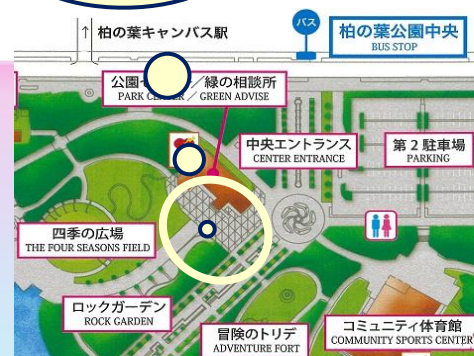 ↑ 柏の葉キャンパス駅
バス
柏の葉公園中央
BUS STOP
公園セ ／緑の相談所
PARK CE ER / GREEN ADVISE
中央エントランス
CENTER ENTRANCE
第2駐車場
PARKING
四季の広場
THE FOUR SEASONS FIELD
ロックガーデン
ROCK GARDEN
冒険のトリデ
ADVENTURE FORT
コミュニティ体育館
COMMUNITY SPORTS CENTER